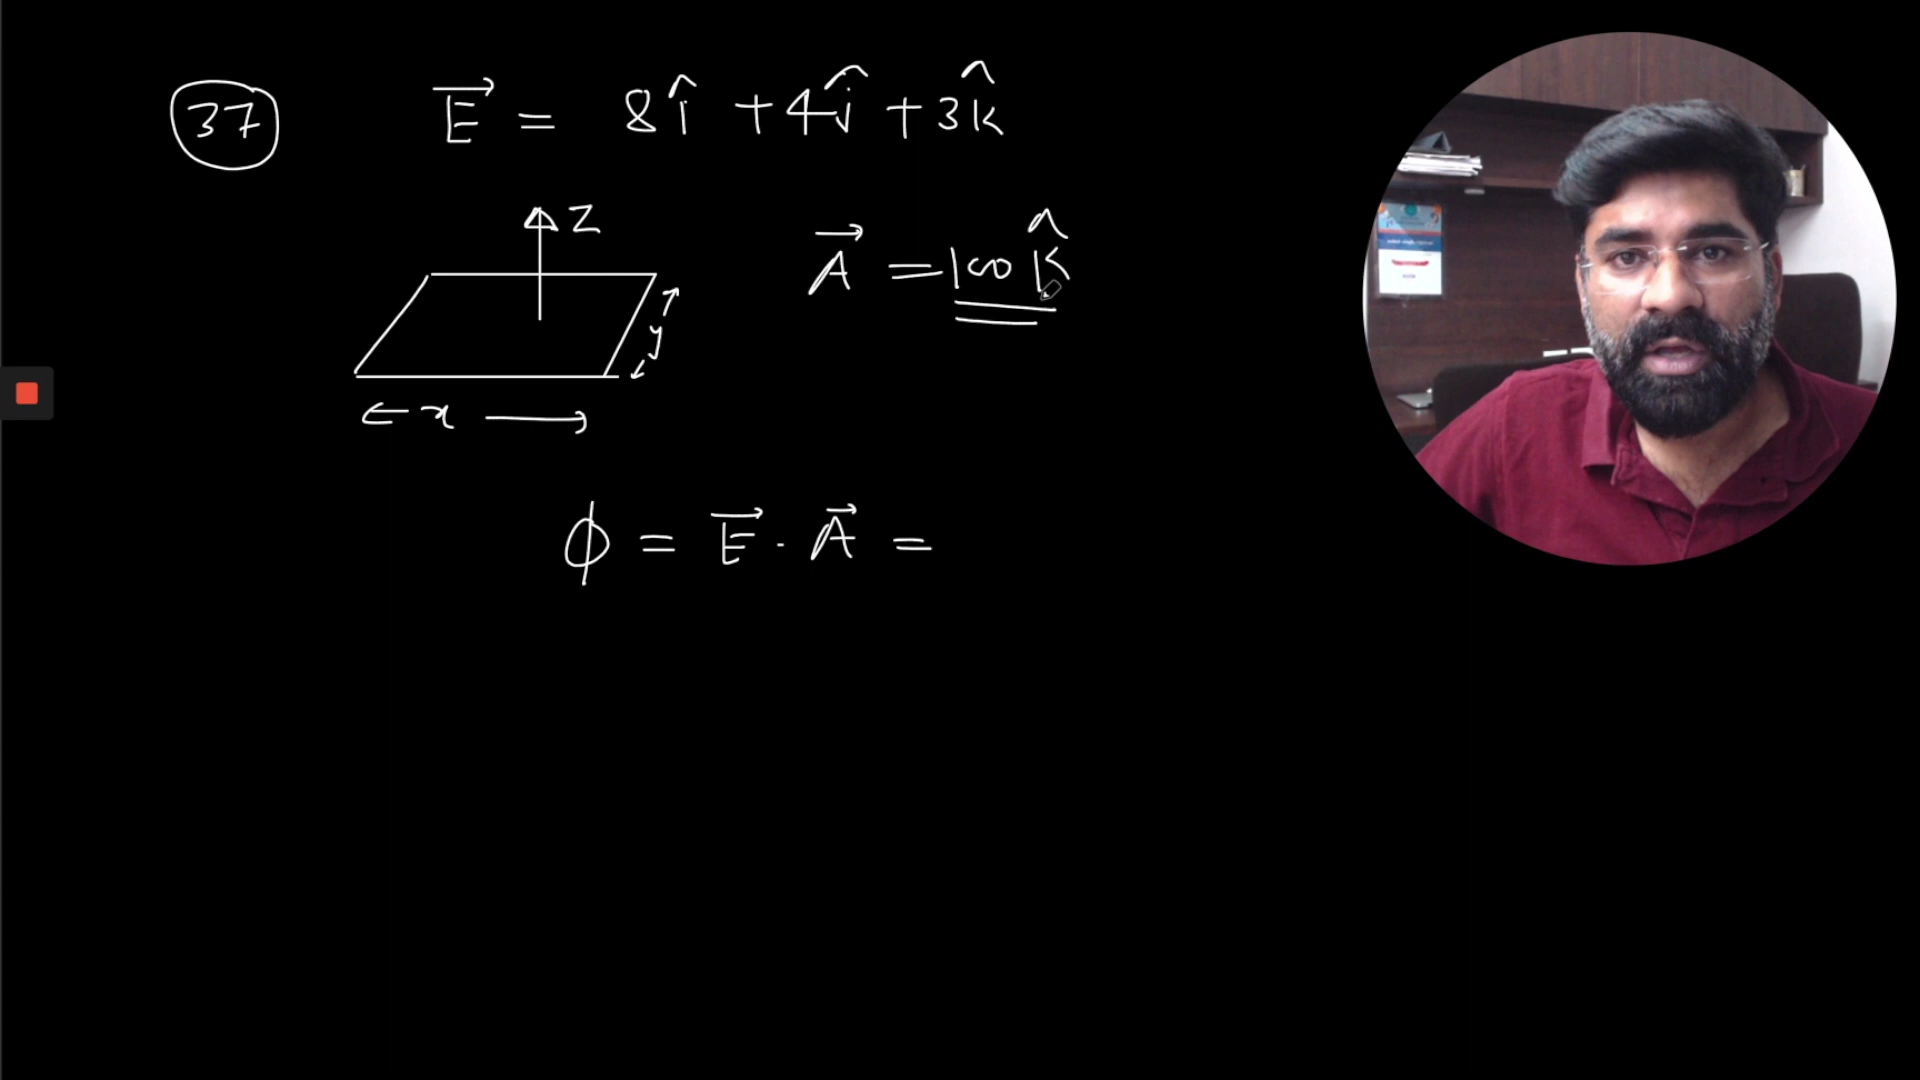 37
E⃗ = 8î + 4ĵ + 3k̂
Z
A⃗ = 100 k̂
y
x
ϕ = E⃗ . A⃗ =